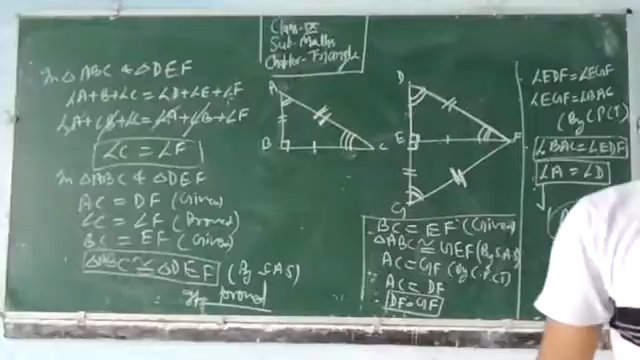 Class-IX
Sub-Maths
Chapter-Triangle
In △ABC & △DEF
∠A+B+∠C = ∠D+∠E+∠F
∠A+∠B+∠C=∠A+∠B+∠F
∠C = ∠F
In △ABC & △DEF
AC = DF (Given)
∠C = ∠F (Proved)
BC = EF (Given)
△ABC ≅ △DEF (By SAS)
proved
A
B
C
D
E
F
G
BC = EF (Given)
△ABC ≅ GEF (By SAS)
AC = GF (By C.P.CT)
AC = DF
DF = GF
∠EDF = ∠EGF
∠EGF = ∠BAC
(By CPCT)
∠BAC = ∠EDF
∠A = ∠D